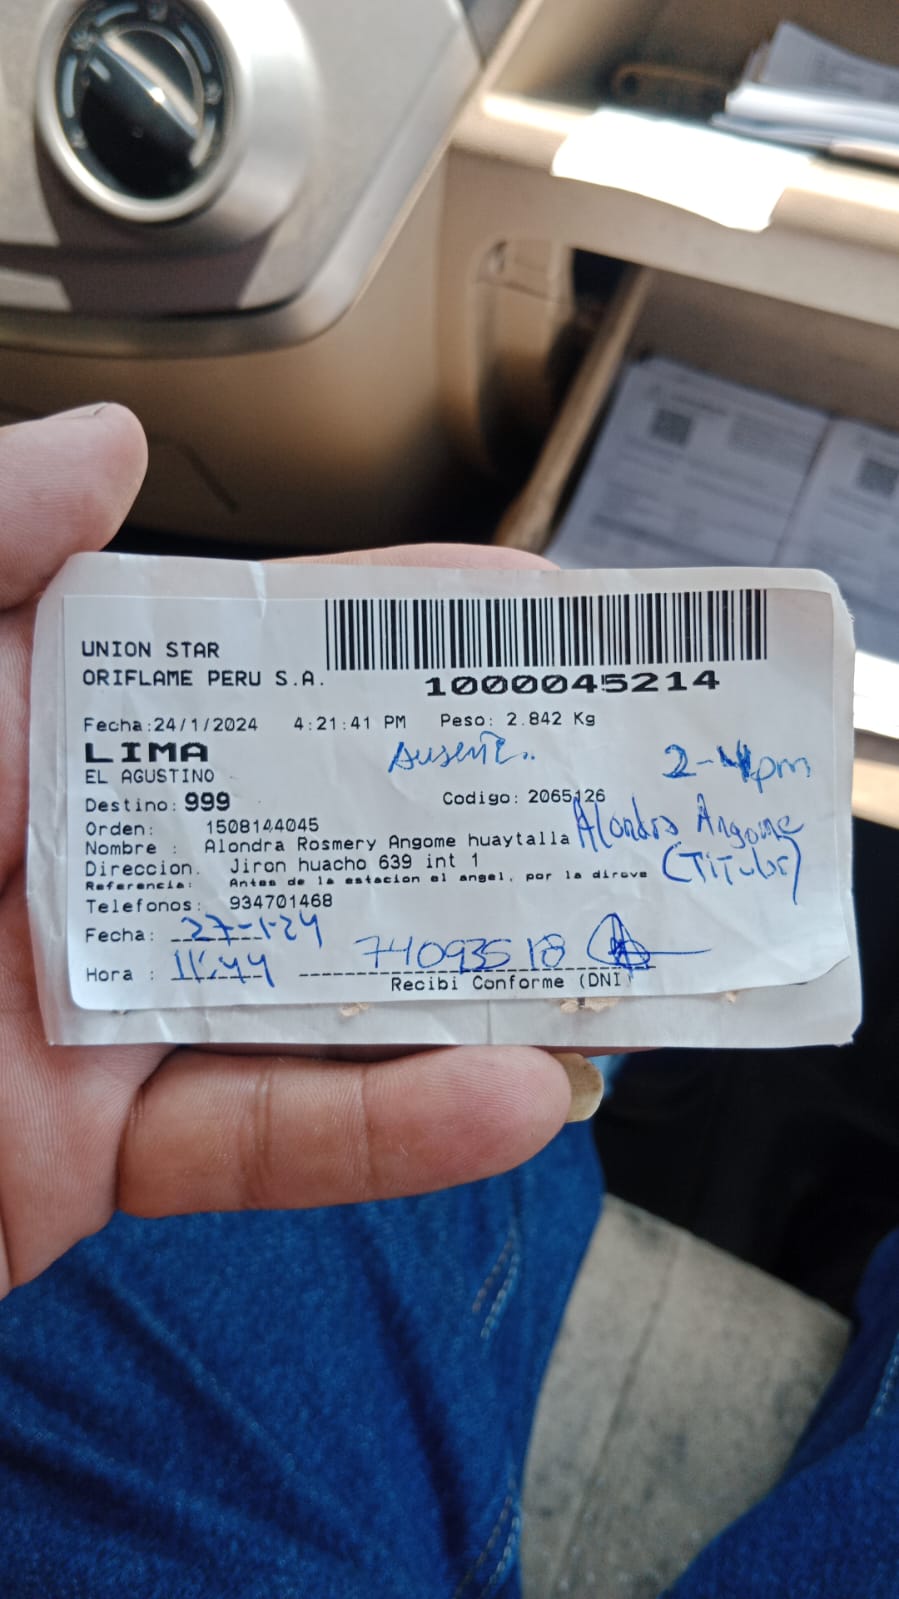 UNION STAR
ORIFLAME PERU S.A.
1000045214
Fecha:24/1/2024 4:21:41 PM Peso: 2.842 Kg
LIMA
Ausente..
2-4pm
EL AGUSTINO
Destino: 999 Codigo: 2065126
Orden: 1508144045
Nombre : Alondra Rosmery Angome huaytalla
Alondra Angome
(Titular)
Direccion. Jiron huacho 639 int 1
Referencia: Antes de la estacion el angel, por la dirove
Telefonos: 934701468
Fecha: 27-1-24
74093518
Hora : 11:44
Recibi Conforme (DNI